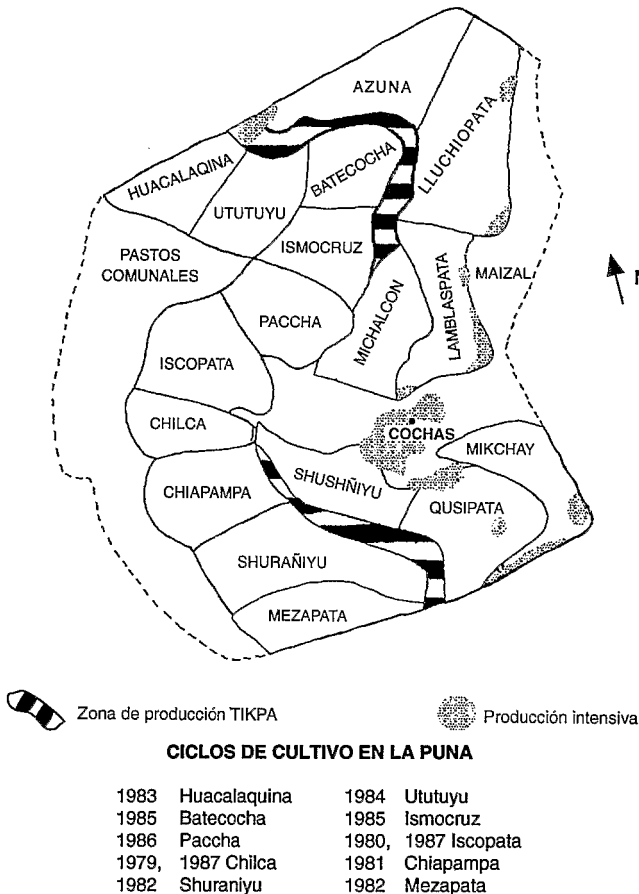 AZUNA
LLUCHIOPATA
HUACALAQINA
BATECOCHA
UTUTUYU
ISMOCRUZ
PASTOS
COMUNALES
MAIZAL
N
PACCHA
MICHALCON
LAMBLASPATA
ISCOPATA
CHILCA
COCHAS
MIKCHAY
SHUSHÑIYU
CHIAPAMPA
QUSIPATA
SHURAÑIYU
MEZAPATA
Zona de producción TIKPA
Producción intensiva
CICLOS DE CULTIVO EN LA PUNA
1983 Huacalaquina 1984 Ututuyu
1985 Batecocha 1985 Ismocruz
1986 Paccha 1980, 1987 Iscopata
1979, 1987 Chilca 1981 Chiapampa
1982 Shuraniyu 1982 Mezapata